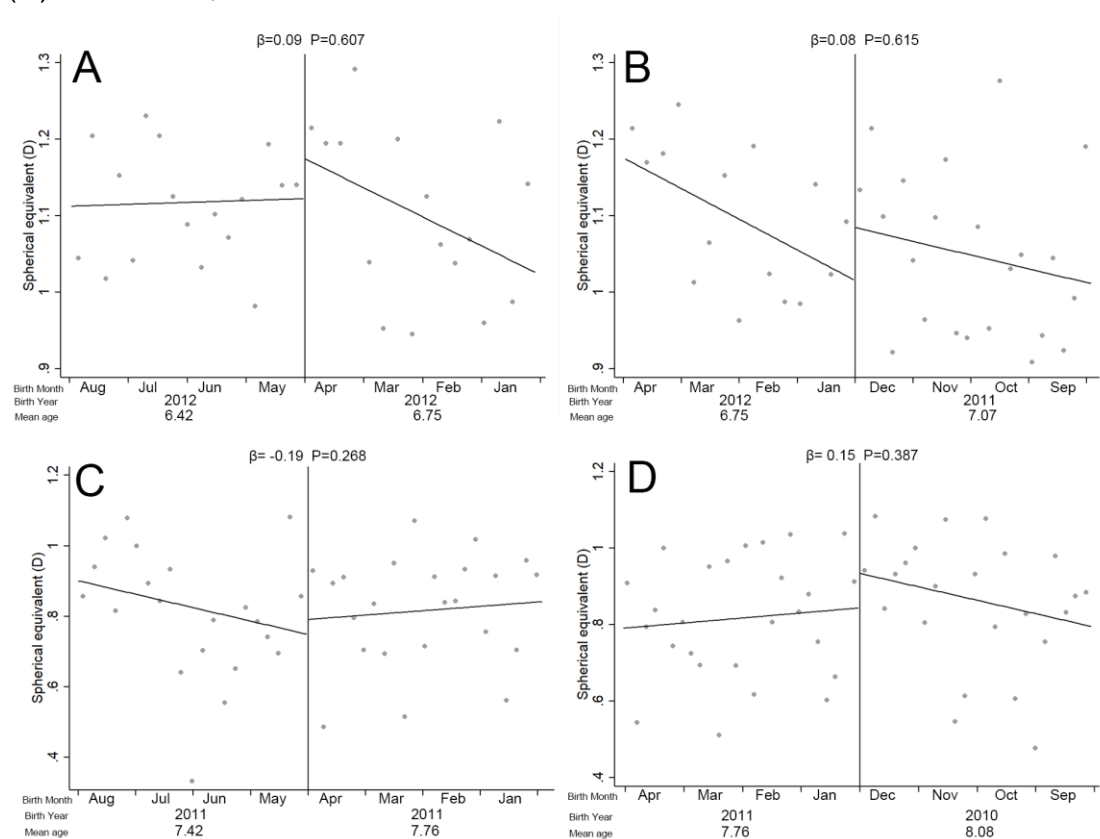 β=0.09 P=0.607
A
Spherical equivalent (D)
1.3
1.2
1.1
1
.9
Birth Month Aug Jul Jun May Apr Mar Feb Jan
Birth Year 2012 2012
Mean age 6.42 6.75
β=0.08 P=0.615
B
Spherical equivalent (D)
1.3
1.2
1.1
1
.9
Birth Month Apr Mar Feb Jan Dec Nov Oct Sep
Birth Year 2012 2011
Mean age 6.75 7.07
β= -0.19 P=0.268
C
Spherical equivalent (D)
1.2
1
.8
.6
.4
Birth Month Aug Jul Jun May Apr Mar Feb Jan
Birth Year 2011 2011
Mean age 7.42 7.76
β= 0.15 P=0.387
D
Spherical equivalent (D)
1.2
1
.8
.6
.4
Birth Month Apr Mar Feb Jan Dec Nov Oct Sep
Birth Year 2011 2010
Mean age 7.76 8.08